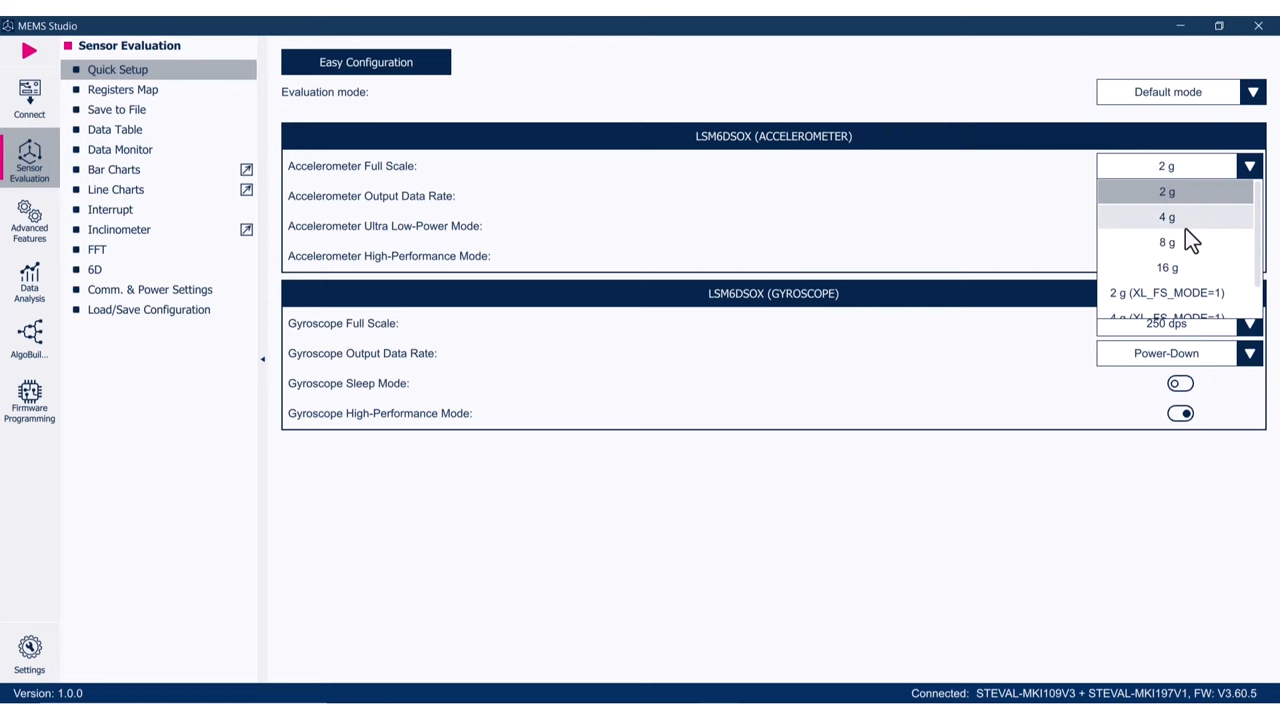 MEMS Studio
Sensor Evaluation
Quick Setup
Registers Map
Save to File
Data Table
Data Monitor
Bar Charts
Line Charts
Interrupt
Inclinometer
FFT
6D
Comm. & Power Settings
Load/Save Configuration
Connect
Sensor
Evaluation
Advanced
Features
Data
Analysis
AlgoBuil...
Firmware
Programming
Settings
Easy Configuration
Evaluation mode:
Default mode
LSM6DSOX (ACCELEROMETER)
Accelerometer Full Scale:
2 g
Accelerometer Output Data Rate:
Accelerometer Ultra Low-Power Mode:
Accelerometer High-Performance Mode:
2 g
4 g
8 g
16 g
2 g (XL_FS_MODE=1)
4 g (XL_FS_MODE=1)
LSM6DSOX (GYROSCOPE)
Gyroscope Full Scale:
250 dps
Gyroscope Output Data Rate:
Power-Down
Gyroscope Sleep Mode:
Gyroscope High-Performance Mode:
Version: 1.0.0
Connected: STEVAL-MKI109V3 + STEVAL-MKI197V1, FW: V3.60.5